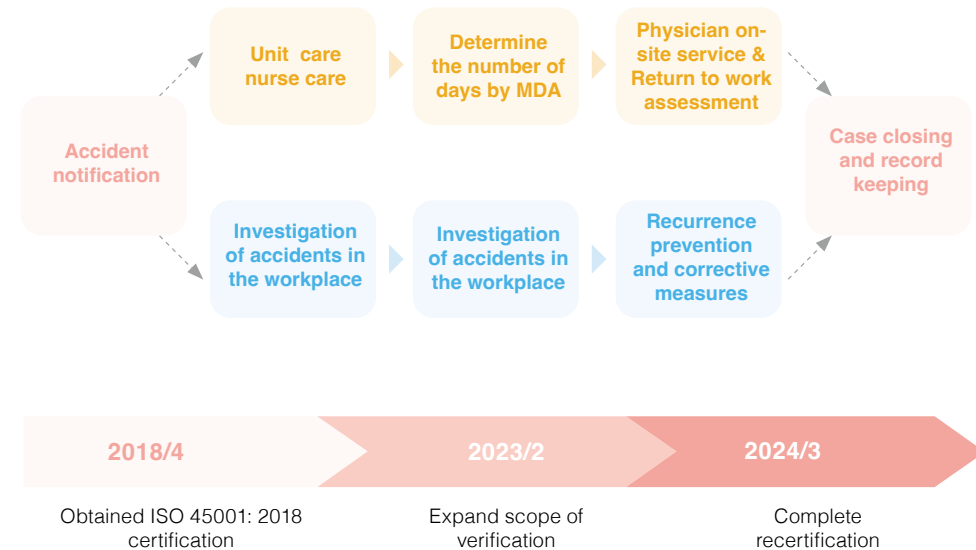 Accident
notification
Unit  care
nurse care
Determine
the number of
days by MDA
Physician on-
site service &
Return to work
assessment
Investigation
of accidents in
the workplace
Investigation
of accidents in
the workplace
Recurrence
prevention
and corrective
measures
Case closing
and record
keeping
2018/4
Obtained ISO 45001: 2018
certification
2023/2
Expand scope of
verification
2024/3
Complete
recertification